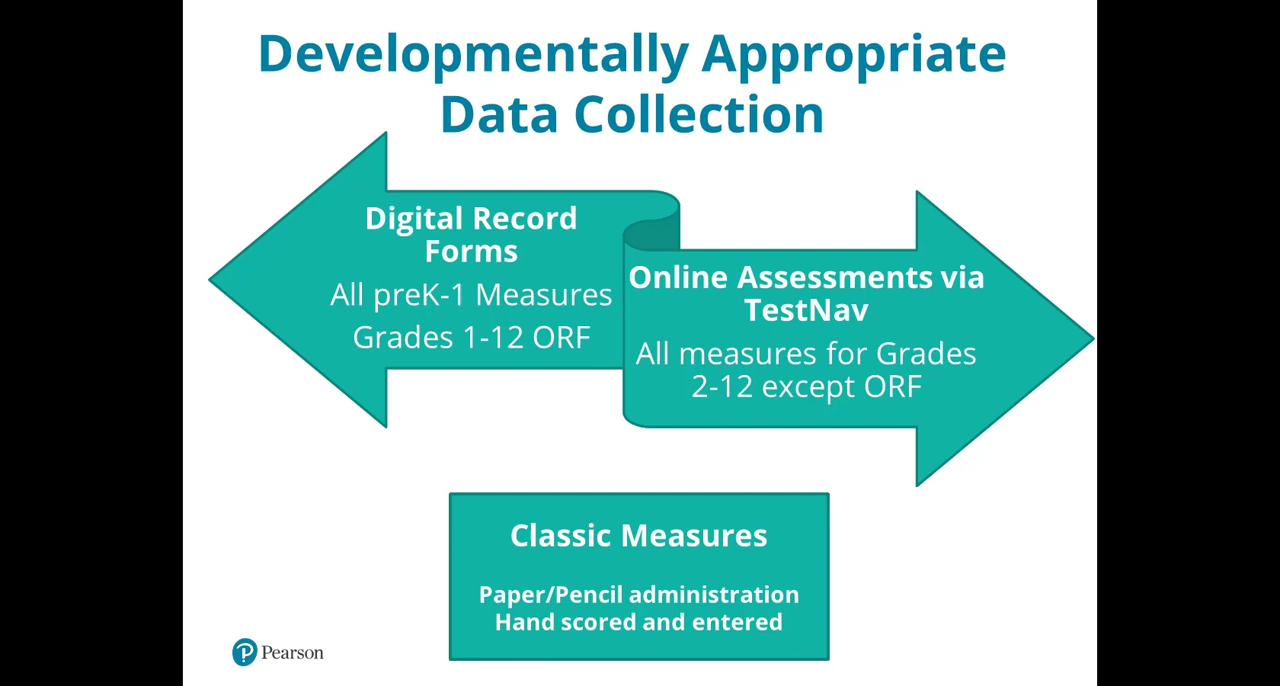 Developmentally Appropriate
Data Collection
Digital Record
Forms
All preK-1 Measures
Grades 1-12 ORF
Online Assessments via
TestNav
All measures for Grades
2-12 except ORF
Classic Measures
Paper/Pencil administration
Hand scored and entered
Pearson